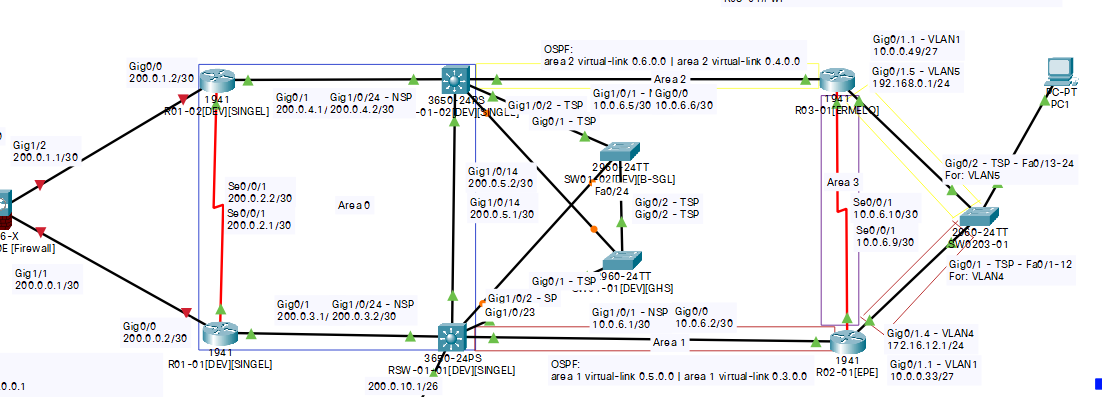 Gig0/0
200.0.1.2/30
1941
R01-02[DEV][SINGEL]
Gig0/1
200.0.4.1/
Gig1/0/24 - NSP
200.0.4.2/30
3650-24PS
-01-02[DEV][SINGEL]
OSPF:
area 2 virtual-link 0.6.0.0 | area 2 virtual-link 0.4.0.0
Area 2
Gig1/0/1 -
10.0.6.5/30
Gig0/0
10.0.6.6/30
Gig1/0/2 - TSP
Gig0/1 - TSP
1941
R03-01[ERMELO]
Gig0/1.1 - VLAN1
10.0.0.49/27
Gig0/1.5 - VLAN5
192.168.0.1/24
PC-PT
PC1
Gig1/2
200.0.1.1/30
6-X
E [Firewall]
Gig1/1
200.0.0.1/30
Se0/0/1
200.0.2.2/30
Se0/0/1
200.0.2.1/30
Area 0
Gig1/0/14
200.0.5.2/30
Gig1/0/14
200.0.5.1/30
2960-24TT
SW01-02[DEV][B-SGL]
Fa0/24
Gig0/2 - TSP
Gig0/2 - TSP
960-24TT
-01[DEV][GHS]
Gig0/1 - TSP
Area 3
Se0/0/1
10.0.6.10/30
Se0/0/1
10.0.6.9/30
Gig0/2 - TSP - Fa0/13-24
For: VLAN5
2960-24TT
SW0203-01
Gig0/1 - TSP - Fa0/1-12
For: VLAN4
Gig0/0
200.0.0.2/30
1941
R01-01[DEV][SINGEL]
Gig0/1
200.0.3.1/
Gig1/0/24 - NSP
200.0.3.2/30
Gig1/0/2 - SP
Gig1/0/23
3650-24PS
RSW-01-01[DEV][SINGEL]
200.0.10.1/26
Gig1/0/1 - NSP
10.0.6.1/30
Gig0/0
10.0.6.2/30
Area 1
OSPF:
area 1 virtual-link 0.5.0.0 | area 1 virtual-link 0.3.0.0
1941
R02-01[EPE]
Gig0/1.4 - VLAN4
172.16.12.1/24
Gig0/1.1 - VLAN1
10.0.0.33/27
.0.0.1